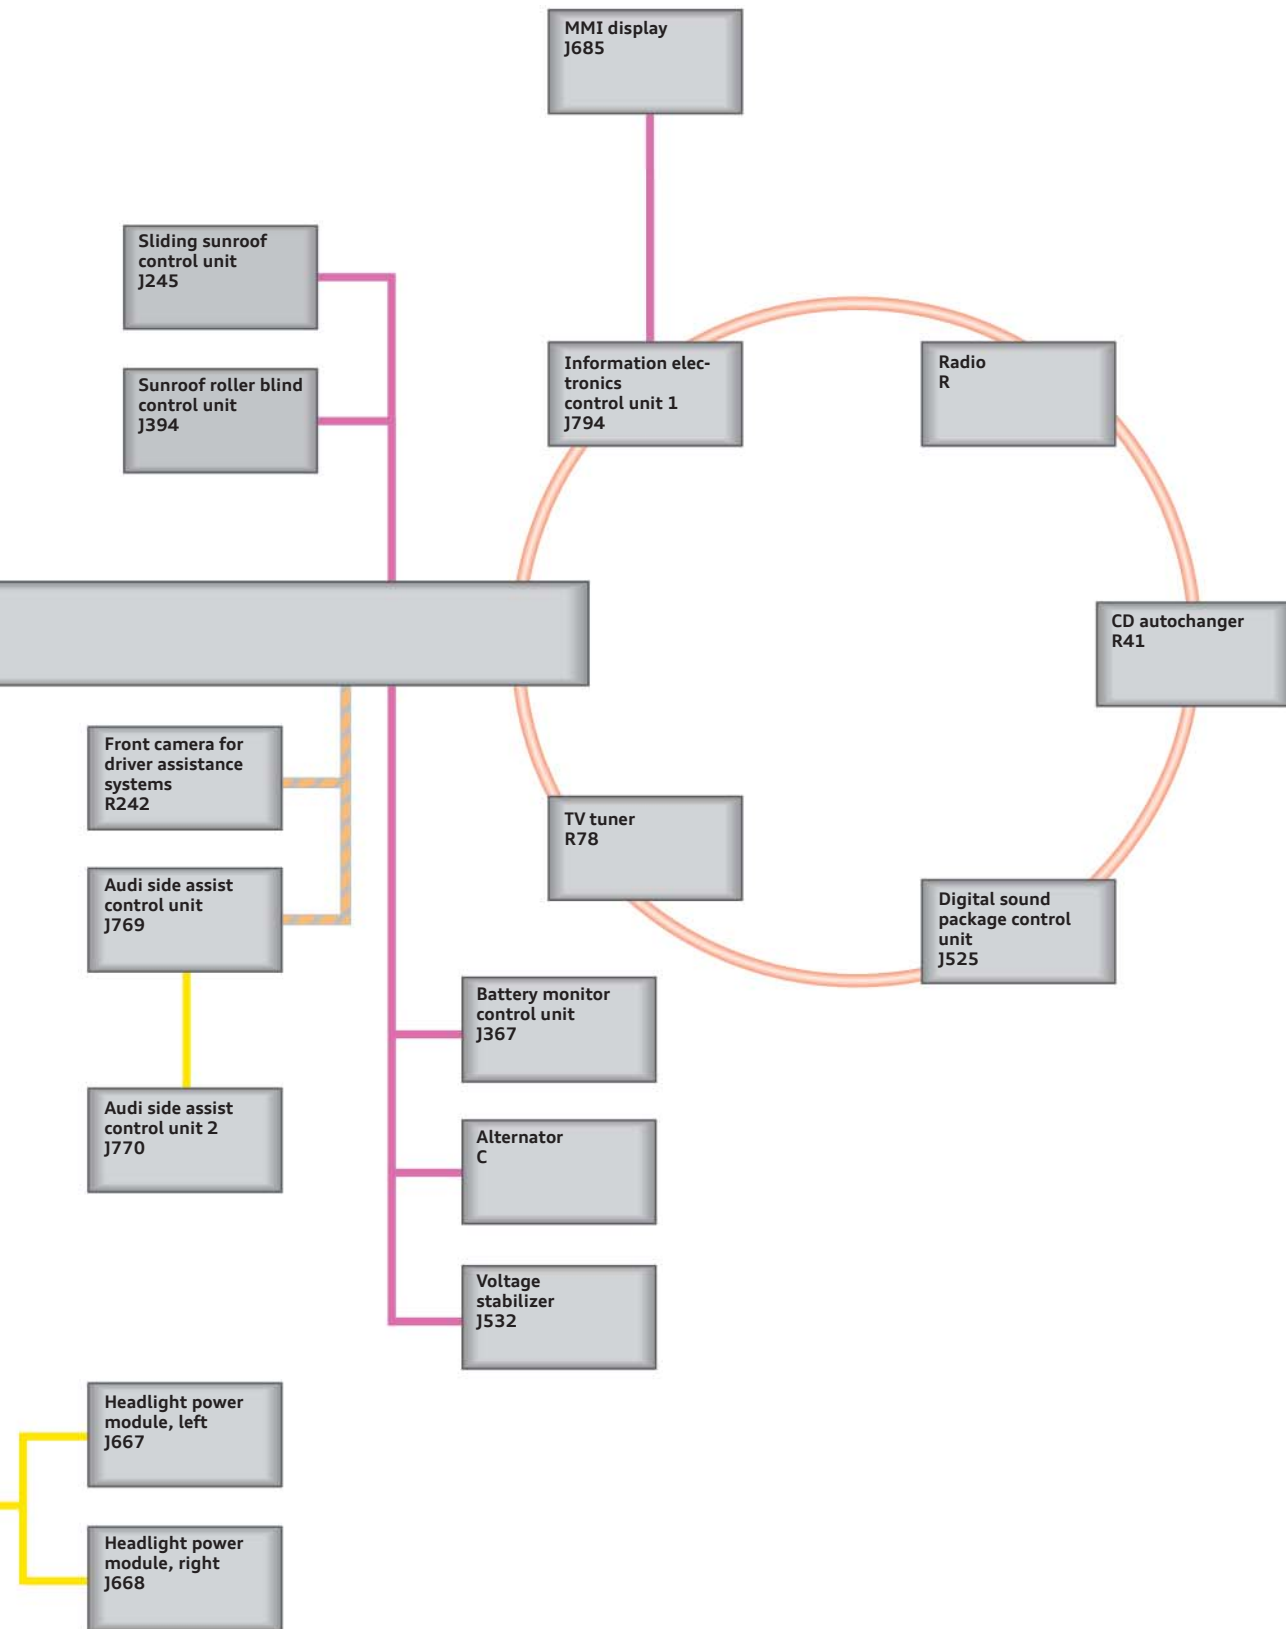 MMI display
J685
Sliding sunroof
control unit
J245
Sunroof roller blind
control unit
J394
Information elec-
tronics
control unit 1
J794
Radio
R
CD autochanger
R41
Front camera for
driver assistance
systems
R242
Audi side assist
control unit
J769
TV tuner
R78
Digital sound
package control
unit
J525
Battery monitor
control unit
J367
Audi side assist
control unit 2
J770
Alternator
C
Voltage
stabilizer
J532
Headlight power
module, left
J667
Headlight power
module, right
J668